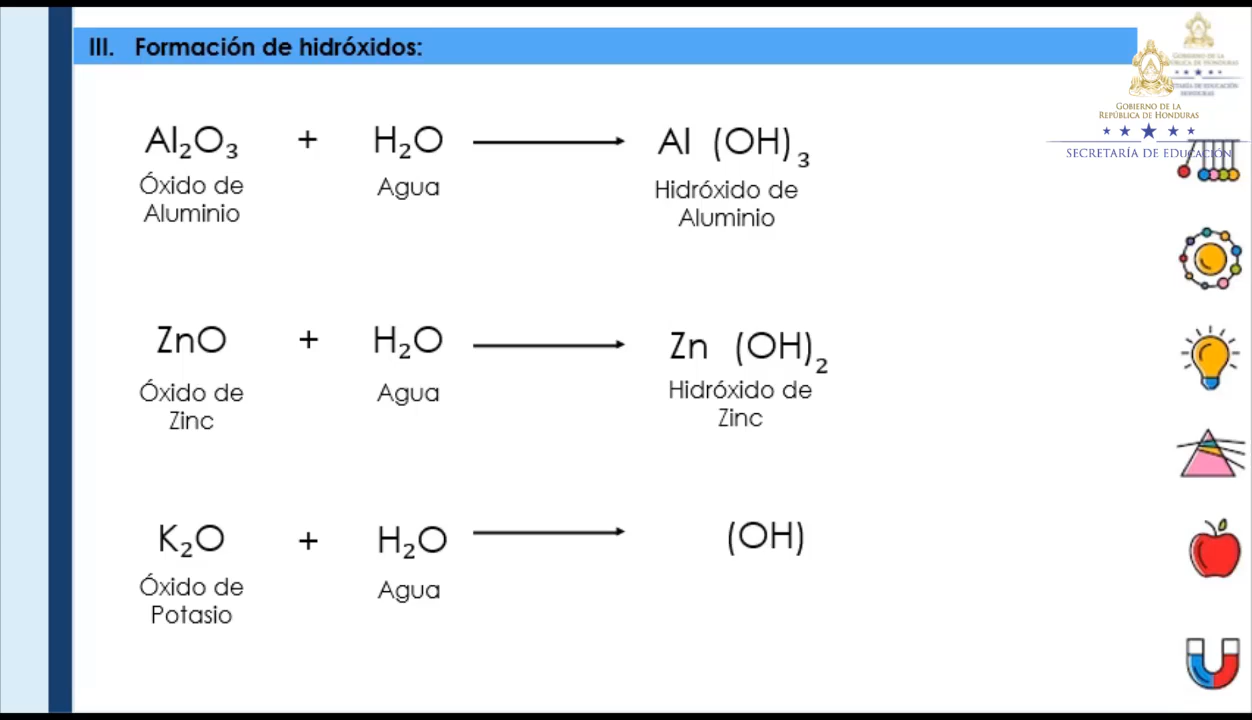 III. Formación de hidróxidos:
GOBIERNO DE LA
REPÚBLICA DE HONDURAS
SECRETARÍA DE EDUCACIÓN
Al₂O₃ + H₂O Al (OH)₃
Óxido de Aluminio
Agua
Hidróxido de Aluminio
ZnO + H₂O Zn (OH)₂
Óxido de Zinc
Agua
Hidróxido de Zinc
K₂O + H₂O (OH)
Óxido de Potasio
Agua